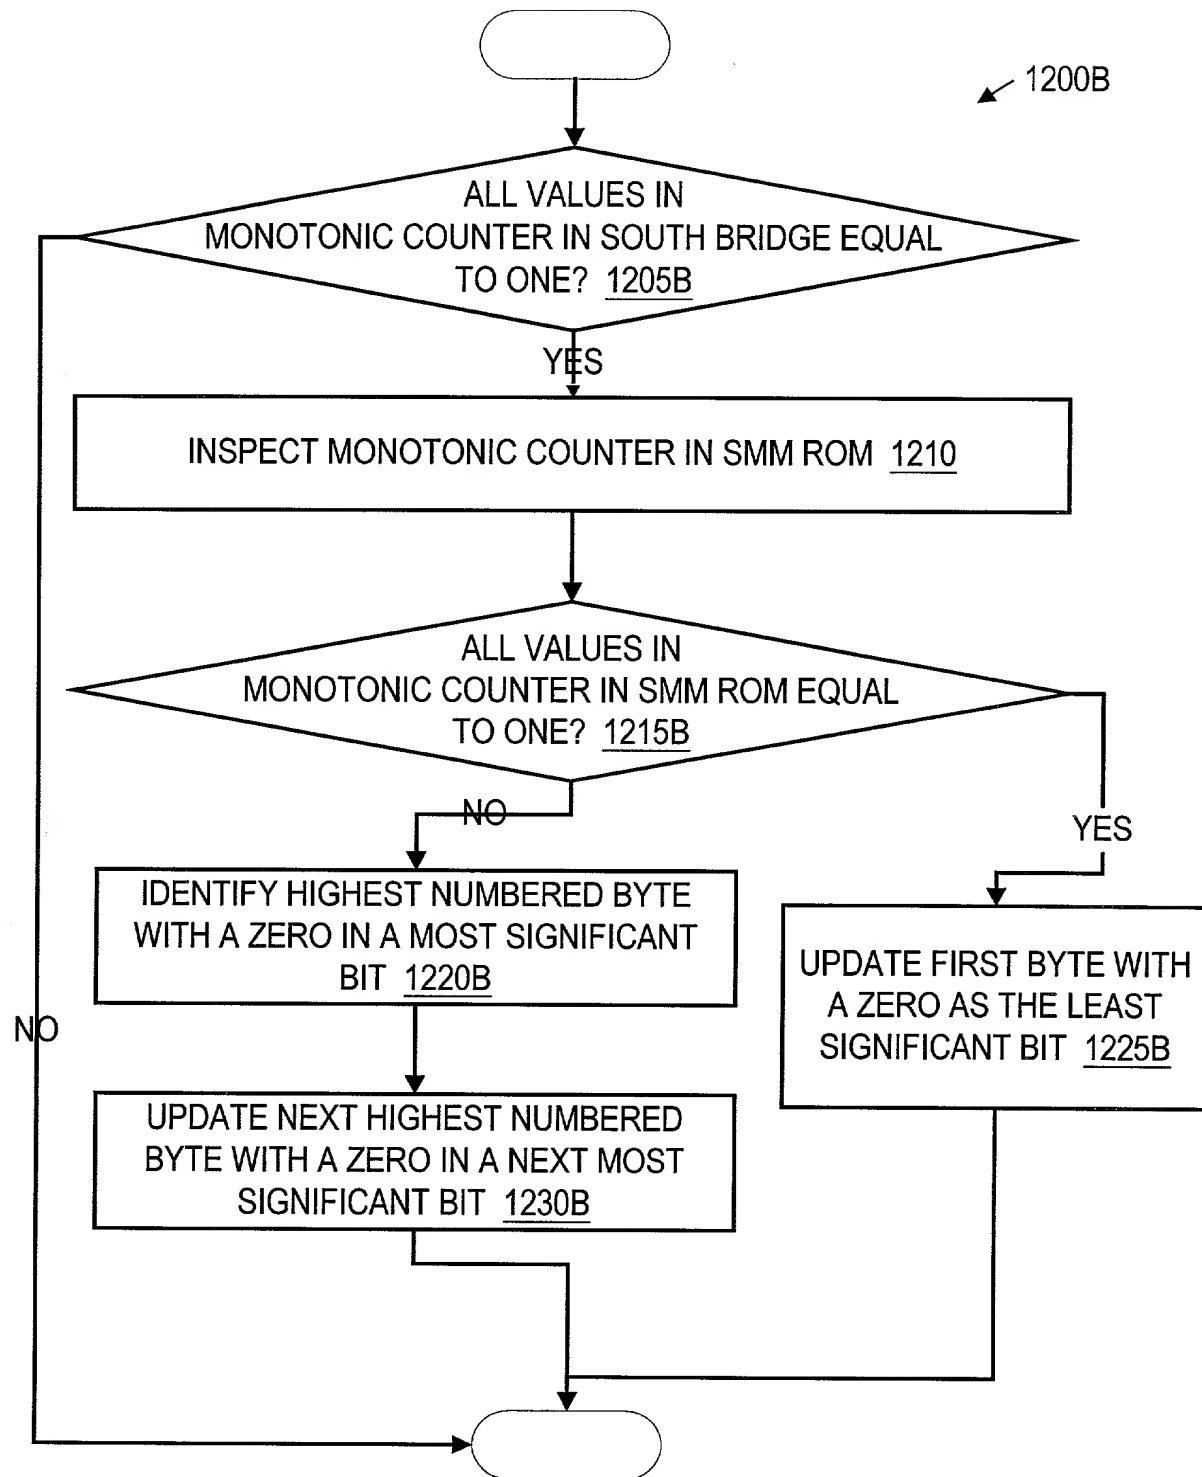 1200B
ALL VALUES IN
MONOTONIC COUNTER IN SOUTH BRIDGE EQUAL
TO ONE? 1205B
YES
INSPECT MONOTONIC COUNTER IN SMM ROM 1210
ALL VALUES IN
MONOTONIC COUNTER IN SMM ROM EQUAL
TO ONE? 1215B
NO
YES
IDENTIFY HIGHEST NUMBERED BYTE
WITH A ZERO IN A MOST SIGNIFICANT
BIT 1220B
UPDATE FIRST BYTE WITH
A ZERO AS THE LEAST
SIGNIFICANT BIT 1225B
NO
UPDATE NEXT HIGHEST NUMBERED
BYTE WITH A ZERO IN A NEXT MOST
SIGNIFICANT BIT 1230B